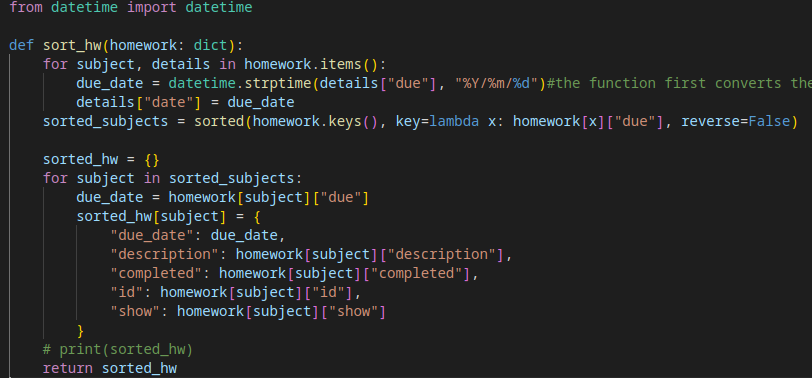 from datetime import datetime

def sort_hw(homework: dict):
    for subject, details in homework.items():
        due_date = datetime.strptime(details["due"], "%Y/%m/%d")#the function first converts the
        details["date"] = due_date
    sorted_subjects = sorted(homework.keys(), key=lambda x: homework[x]["due"], reverse=False)

    sorted_hw = {}
    for subject in sorted_subjects:
        due_date = homework[subject]["due"]
        sorted_hw[subject] = {
            "due_date": due_date,
            "description": homework[subject]["description"],
            "completed": homework[subject]["completed"],
            "id": homework[subject]["id"],
            "show": homework[subject]["show"]
        }
    # print(sorted_hw)
    return sorted_hw